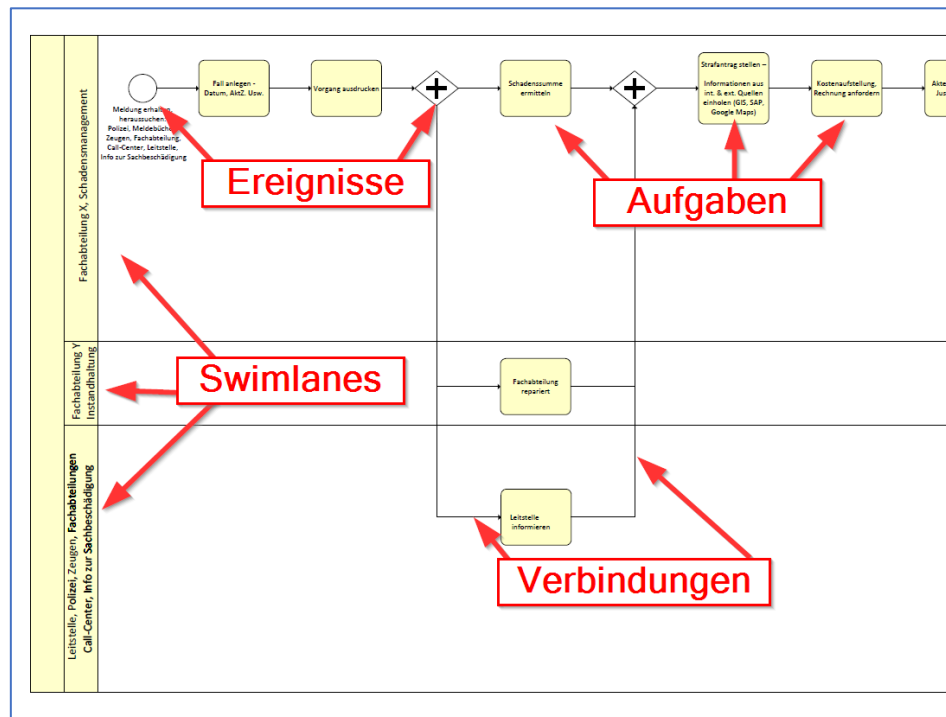 Fachabteilung X, Schadensmanagement
Meldung erhalten,
heraussuchen:
Polizei, Meldebücher
Zeugen, Fachabteilung,
Call-Center, Leitstelle,
Info zur Sachbeschädigung
Fall anlegen -
Datum, AktZ. Usw.
Vorgang ausdrucken
Schadenssumme
ermitteln
Strafantrag stellen –
Informationen aus
int. & ext. Quellen
einholen (GIS, SAP,
Google Maps)
Kostenaufstellung,
Rechnung anfordern
Akte
Jus
Ereignisse
Aufgaben
Swimlanes
Fachabteilung Y
Instandhaltung
Fachabteilung
repariert
Leitstelle, Polizei, Zeugen, Fachabteilungen
Call-Center, Info zur Sachbeschädigung
Leitstelle
informieren
Verbindungen